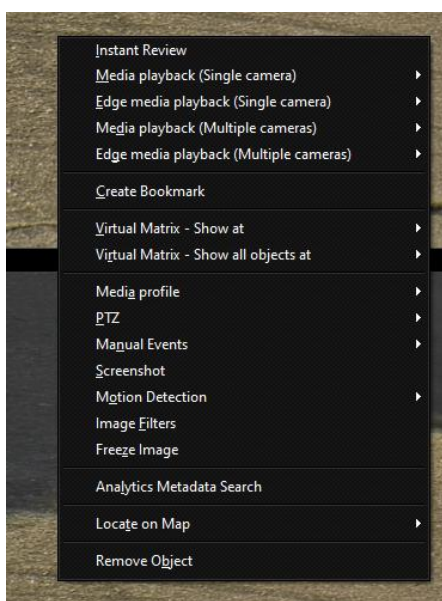 Instant Review
Media playback (Single camera)
Edge media playback (Single camera)
Media playback (Multiple cameras)
Edge media playback (Multiple cameras)
Create Bookmark
Virtual Matrix - Show at
Virtual Matrix - Show all objects at
Media profile
PTZ
Manual Events
Screenshot
Motion Detection
Image Filters
Freeze Image
Analytics Metadata Search
Locate on Map
Remove Object